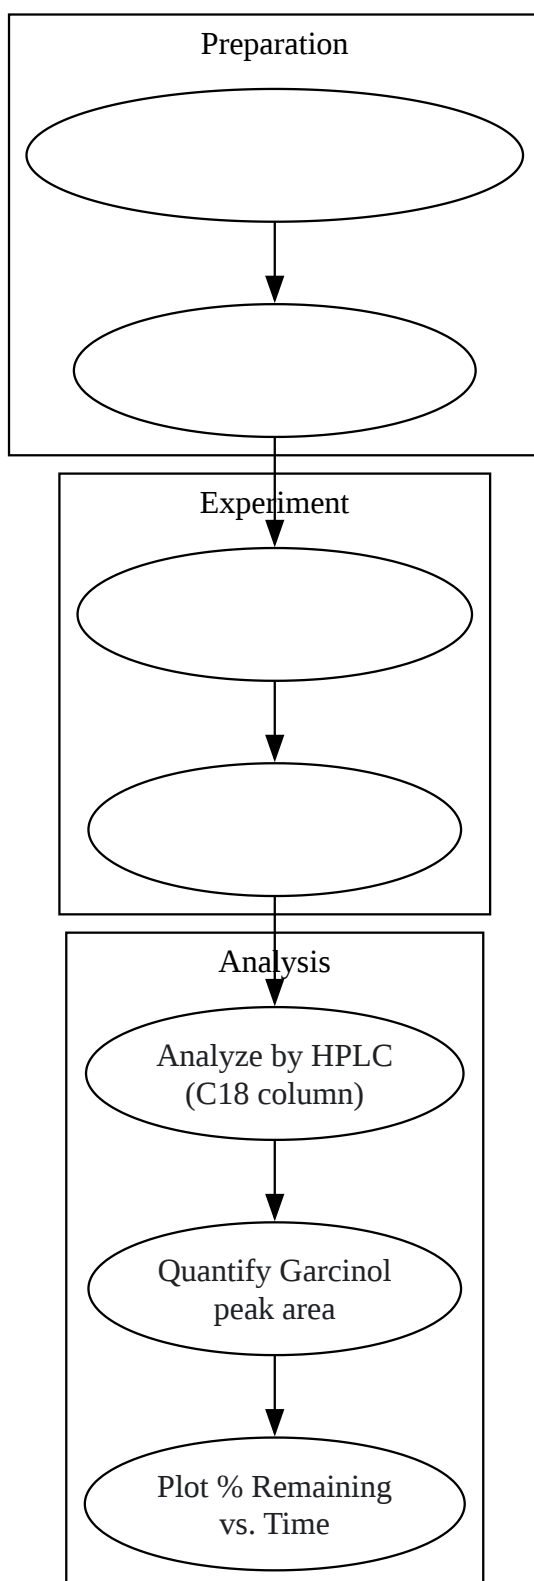 Preparation
Experiment
Analysis
Analyze by HPLC
(C18 column)
Quantify Garcinol
peak area
Plot % Remaining
vs. Time